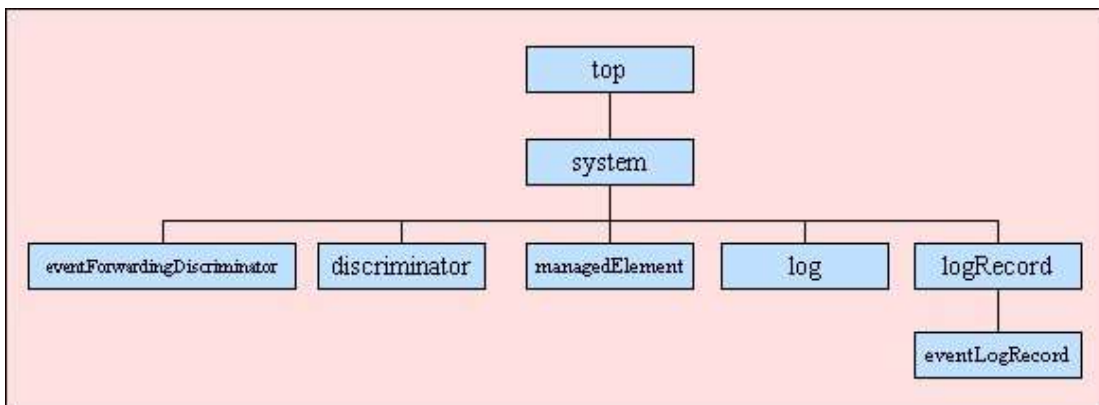 top
system
eventForwardingDiscriminator
discriminator
managedElement
log
logRecord
eventLogRecord